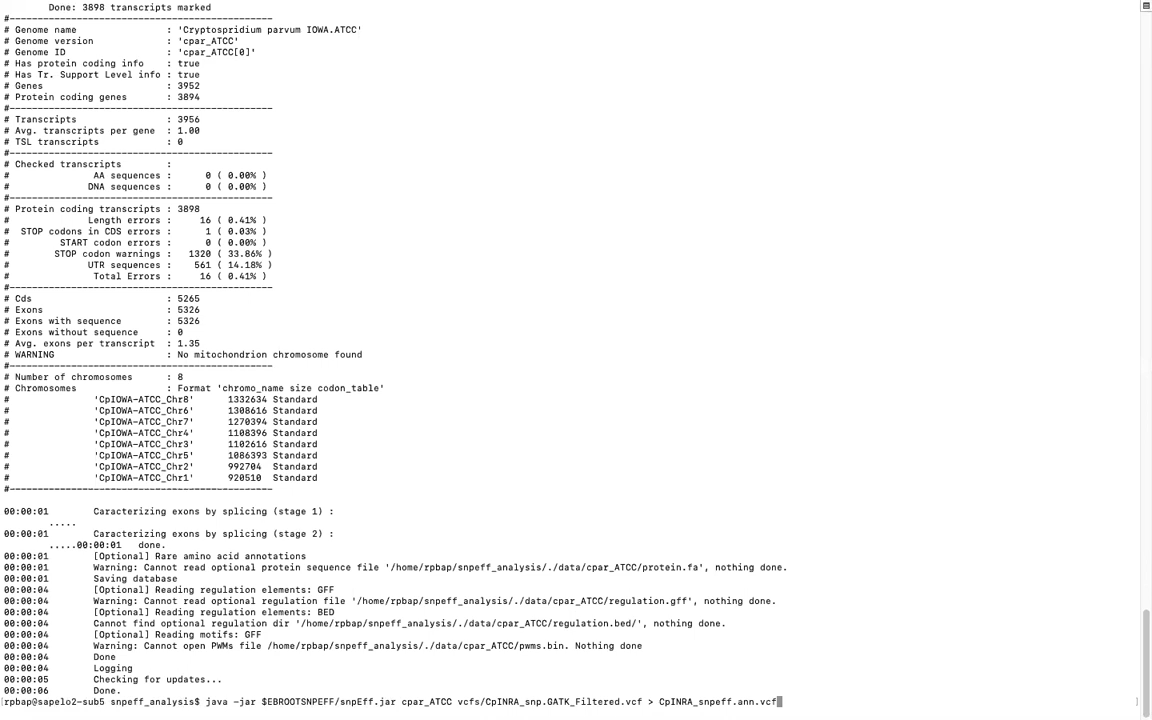 Done: 3898 transcripts marked
#-----------------------------------------------
# Genome name : 'Cryptospridium parvum IOWA.ATCC'
# Genome version : 'cpar_ATCC'
# Genome ID : 'cpar_ATCC[0]'
# Has protein coding info : true
# Has Tr. Support Level info : true
# Genes : 3952
# Protein coding genes : 3894
#-----------------------------------------------
# Transcripts : 3956
# Avg. transcripts per gene : 1.00
# TSL transcripts : 0
#-----------------------------------------------
# Checked transcripts :
# AA sequences : 0 ( 0.00% )
# DNA sequences : 0 ( 0.00% )
#-----------------------------------------------
# Protein coding transcripts : 3898
# Length errors : 16 ( 0.41% )
# STOP codons in CDS errors : 1 ( 0.03% )
# START codon errors : 0 ( 0.00% )
# STOP codon warnings : 1320 ( 33.86% )
# UTR sequences : 561 ( 14.18% )
# Total Errors : 16 ( 0.41% )
#-----------------------------------------------
# Cds : 5265
# Exons : 5326
# Exons with sequence : 5326
# Exons without sequence : 0
# Avg. exons per transcript : 1.35
# WARNING : No mitochondrion chromosome found
#-----------------------------------------------
# Number of chromosomes : 8
# Chromosomes : Format 'chromo_name size codon_table'
# 'CpIOWA-ATCC_Chr8' 1332634 Standard
# 'CpIOWA-ATCC_Chr6' 1308616 Standard
# 'CpIOWA-ATCC_Chr7' 1270394 Standard
# 'CpIOWA-ATCC_Chr4' 1108396 Standard
# 'CpIOWA-ATCC_Chr3' 1102616 Standard
# 'CpIOWA-ATCC_Chr5' 1086393 Standard
# 'CpIOWA-ATCC_Chr2' 992704 Standard
# 'CpIOWA-ATCC_Chr1' 920510 Standard
#-----------------------------------------------
00:00:01 Caracterizing exons by splicing (stage 1) :
.....
00:00:01 Caracterizing exons by splicing (stage 2) :
.....00:00:01 done.
00:00:01 [Optional] Rare amino acid annotations
00:00:01 Warning: Cannot read optional protein sequence file '/home/rpbap/snpeff_analysis/./data/cpar_ATCC/protein.fa', nothing done.
00:00:01 Saving database
00:00:04 [Optional] Reading regulation elements: GFF
00:00:04 Warning: Cannot read optional regulation file '/home/rpbap/snpeff_analysis/./data/cpar_ATCC/regulation.gff', nothing done.
00:00:04 [Optional] Reading regulation elements: BED
00:00:04 Cannot find optional regulation dir '/home/rpbap/snpeff_analysis/./data/cpar_ATCC/regulation.bed/', nothing done.
00:00:04 [Optional] Reading motifs: GFF
00:00:04 Warning: Cannot open PWMs file /home/rpbap/snpeff_analysis/./data/cpar_ATCC/pwms.bin. Nothing done
00:00:04 Done
00:00:04 Logging
00:00:05 Checking for updates...
00:00:06 Done.
[rpbap@sapelo2-sub5 snpeff_analysis$ java -jar $EBROOTSNPEFF/snpEff.jar cpar_ATCC vcfs/CpINRA_snp.GATK_Filtered.vcf > CpINRA_snpeff.ann.vcf ]